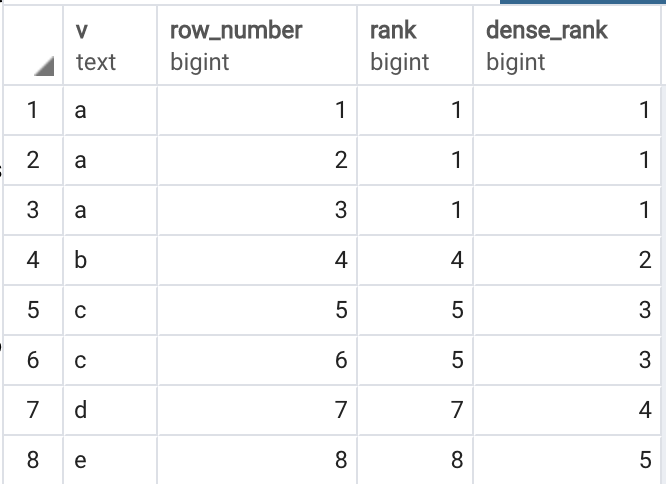 v row_number rank dense_rank
text bigint bigint bigint
1 a 1 1 1
2 a 2 1 1
3 a 3 1 1
4 b 4 4 2
5 c 5 5 3
6 c 6 5 3
7 d 7 7 4
8 e 8 8 5